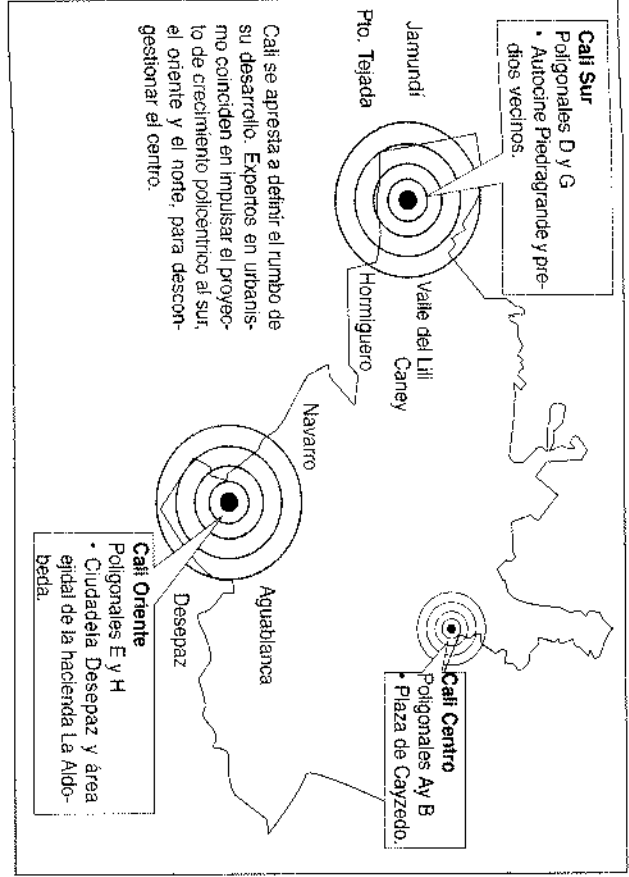 Cali Sur
Poligonales D y G
• Autocine Piedragrande y pre-
dios vecinos.
Jamundí
Pto. Tejada
Valle del Lili
Caney
Hormiguero
Cali se apresta a definir el rumbo de
su desarrollo. Expertos en urbanis-
mo coinciden en impulsar el proyec-
to de crecimiento policéntrico al sur,
el oriente y el norte, para descon-
gestionar el centro.
Navarro
Aguablanca
Desepaz
Cali Oriente
Poligonales E y H
• Ciudadela Desepaz y área
ejidal de la hacienda La Aldo-
beda.
Cali Centro
Poligonales Ay B
• Plaza de Cayzedo.